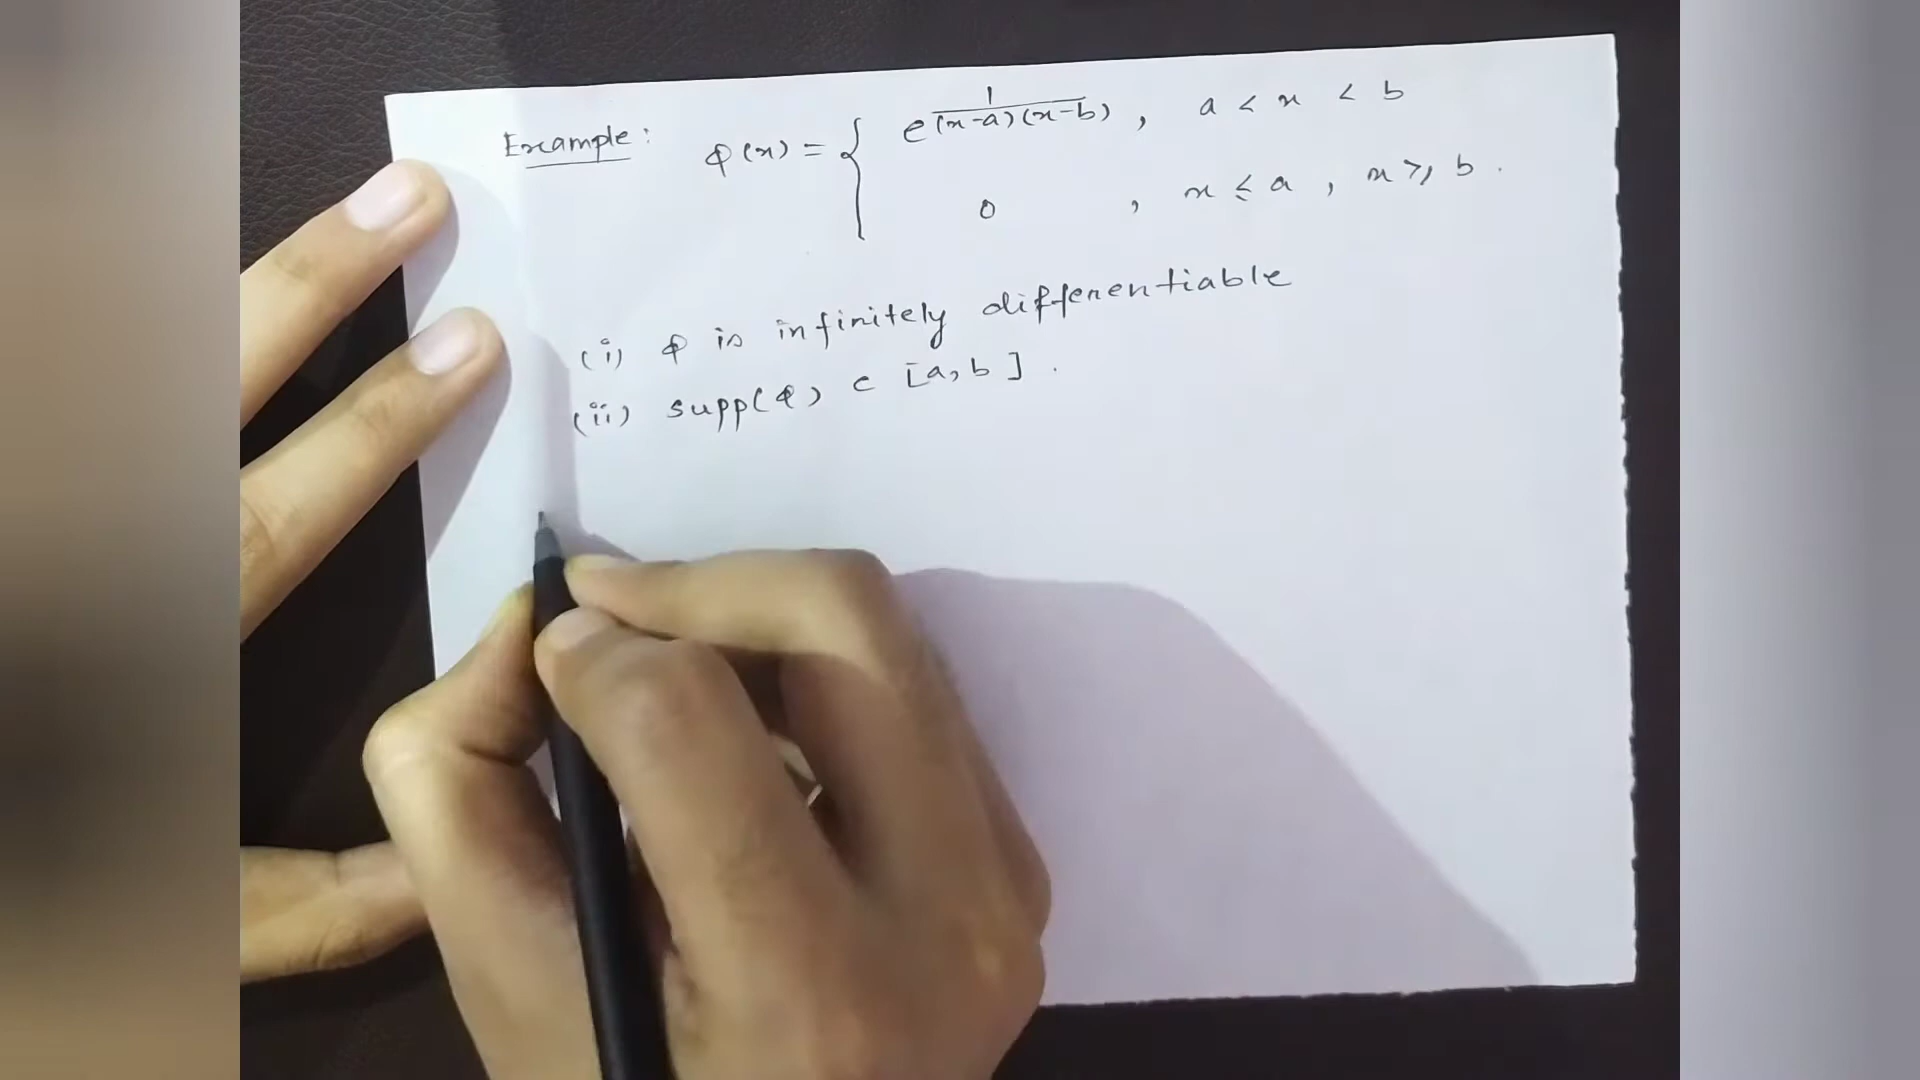 Example: φ(x) = { e^{1/((x-a)(x-b))}, a < x < b
0 , x ≤ a , x ≥ b .
(i) φ is infinitely differentiable
(ii) supp(φ) ⊂ [a, b] .